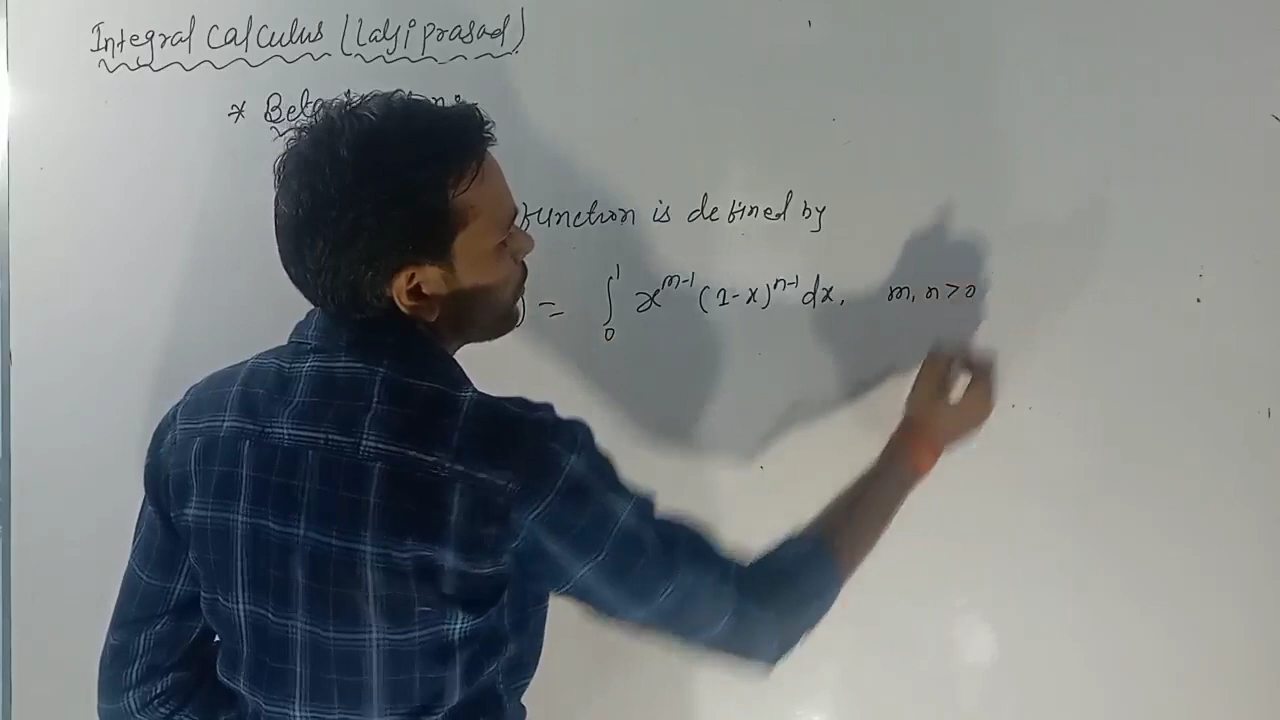 Integral Calculus (Lalji prasad)
*
function is defined by
) = ∫₀¹ x^{m-1} (1-x)^{n-1} dx, m, n > 0